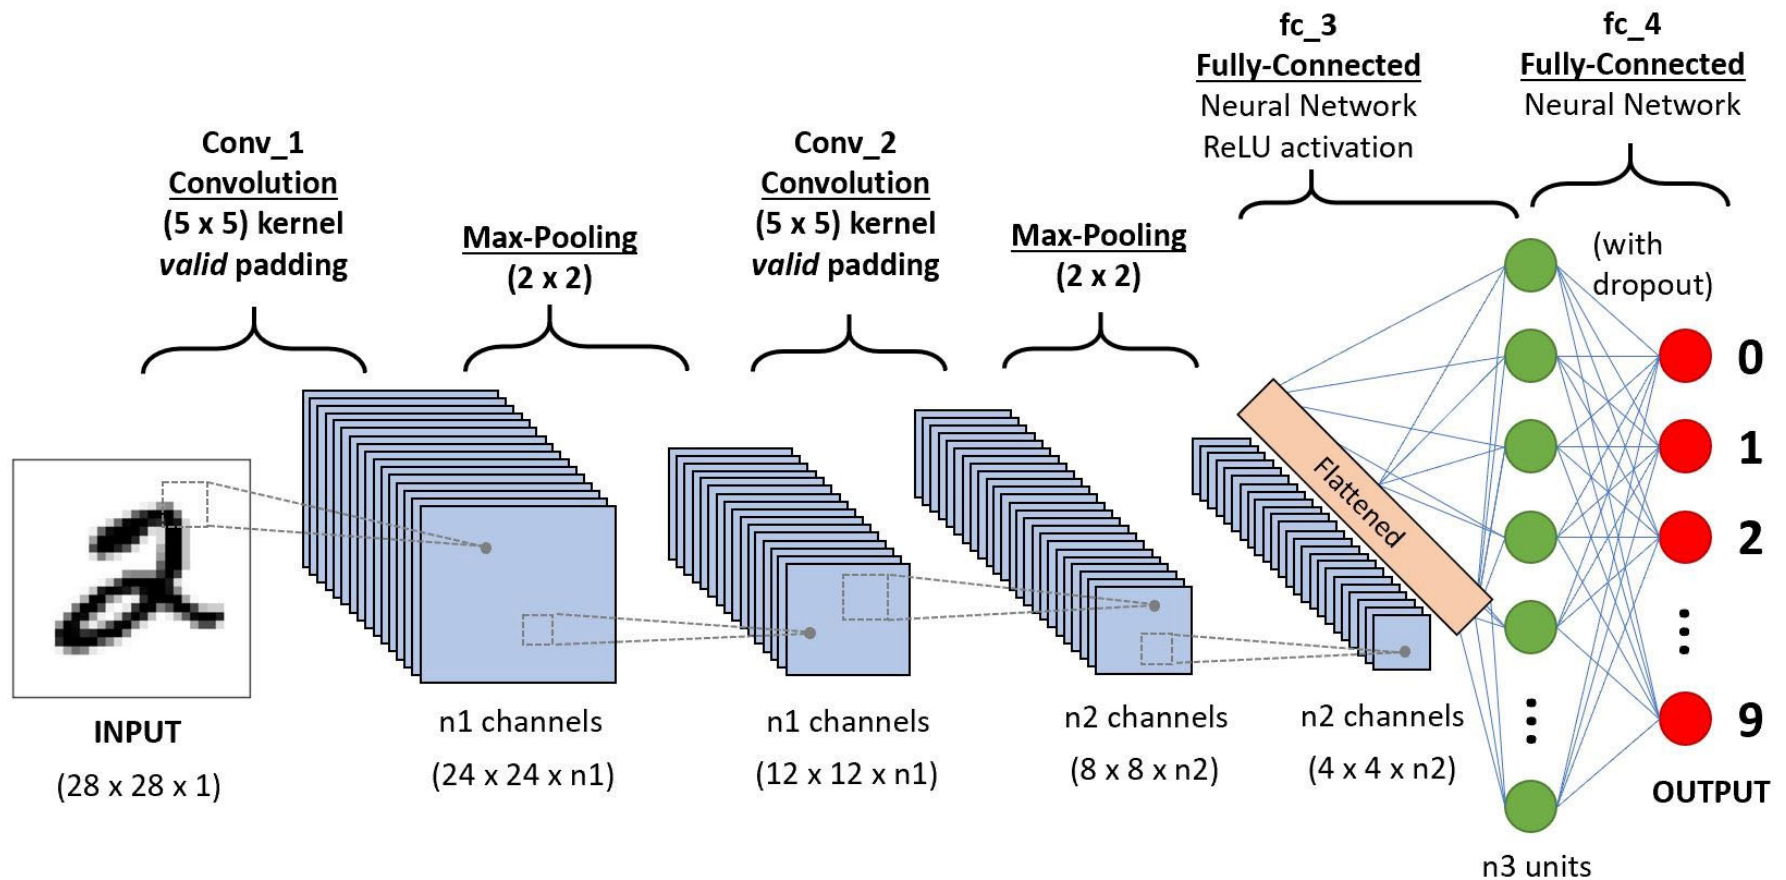 Conv_1
Convolution
(5 x 5) kernel
valid padding
Max-Pooling
(2 x 2)
Conv_2
Convolution
(5 x 5) kernel
valid padding
Max-Pooling
(2 x 2)
fc_3
Fully-Connected
Neural Network
ReLU activation
fc_4
Fully-Connected
Neural Network
(with
dropout)
Flattened
0
1
2
9
OUTPUT
INPUT
(28 x 28 x 1)
n1 channels
(24 x 24 x n1)
n1 channels
(12 x 12 x n1)
n2 channels
(8 x 8 x n2)
n2 channels
(4 x 4 x n2)
n3 units